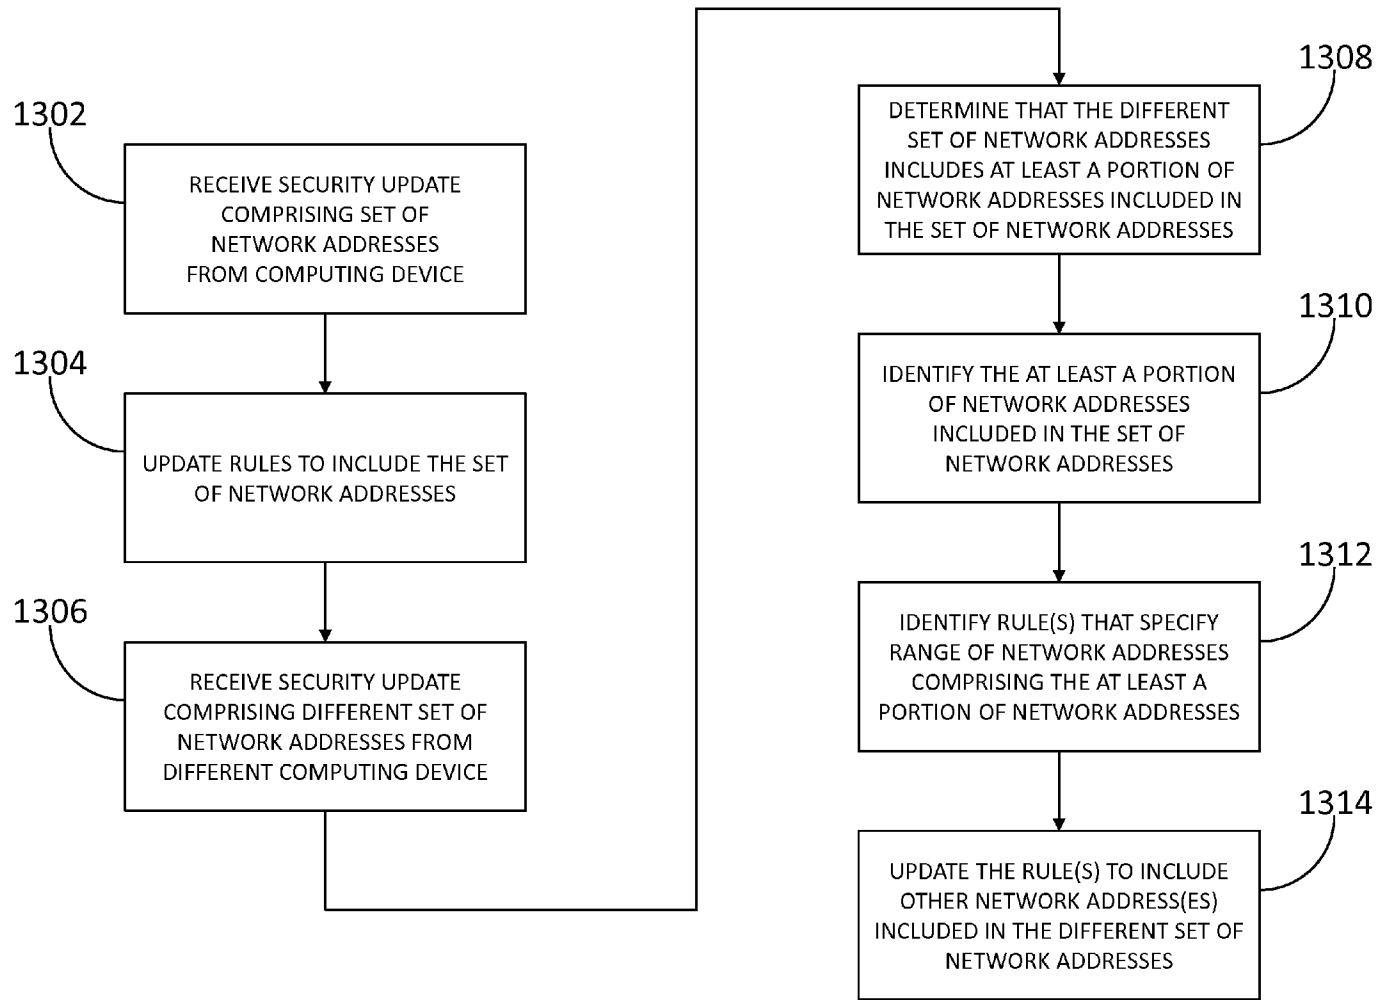 1302
RECEIVE SECURITY UPDATE
COMPRISING SET OF
NETWORK ADDRESSES
FROM COMPUTING DEVICE
1304
UPDATE RULES TO INCLUDE THE SET
OF NETWORK ADDRESSES
1306
RECEIVE SECURITY UPDATE
COMPRISING DIFFERENT SET OF
NETWORK ADDRESSES FROM
DIFFERENT COMPUTING DEVICE
1308
DETERMINE THAT THE DIFFERENT
SET OF NETWORK ADDRESSES
INCLUDES AT LEAST A PORTION OF
NETWORK ADDRESSES INCLUDED IN
THE SET OF NETWORK ADDRESSES
1310
IDENTIFY THE AT LEAST A PORTION
OF NETWORK ADDRESSES
INCLUDED IN THE SET OF
NETWORK ADDRESSES
1312
IDENTIFY RULE(S) THAT SPECIFY
RANGE OF NETWORK ADDRESSES
COMPRISING THE AT LEAST A
PORTION OF NETWORK ADDRESSES
1314
UPDATE THE RULE(S) TO INCLUDE
OTHER NETWORK ADDRESS(ES)
INCLUDED IN THE DIFFERENT SET OF
NETWORK ADDRESSES